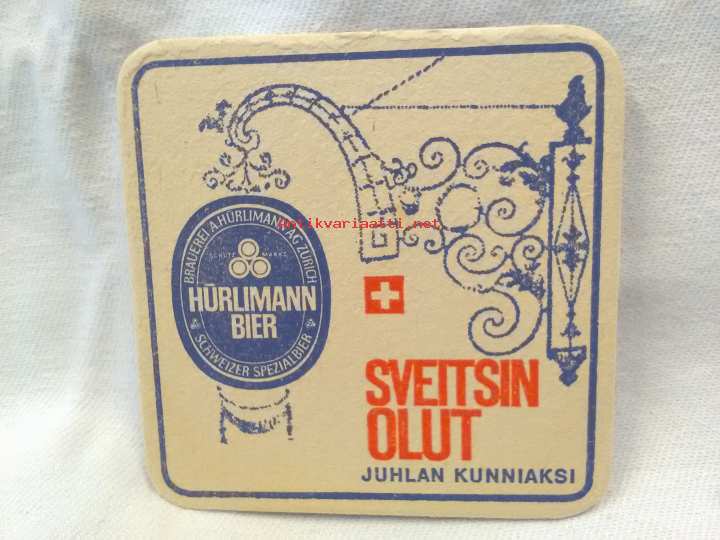 Antikvariaatti.net
BRAUEREI A. HÜRLIMANN AG ZÜRICH
SCHUTZ MARKE
HÜRLIMANN
BIER
SCHWEIZER SPEZIALBIER
SVEITSIN
OLUT
JUHLAN KUNNIAKSI